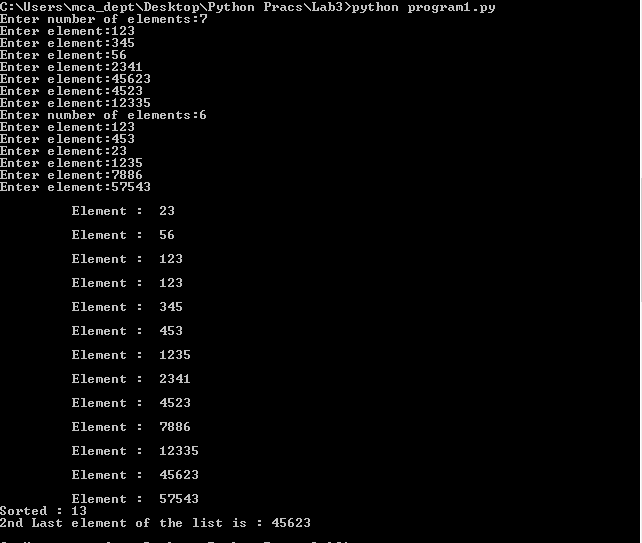 C:\Users\mca_dept\Desktop\Python Pracs\Lab3>python program1.py
Enter number of elements:7
Enter element:123
Enter element:345
Enter element:56
Enter element:2341
Enter element:45623
Enter element:4523
Enter element:12335
Enter number of elements:6
Enter element:123
Enter element:453
Enter element:23
Enter element:1235
Enter element:7886
Enter element:57543
Element :  23
Element :  56
Element :  123
Element :  123
Element :  345
Element :  453
Element :  1235
Element :  2341
Element :  4523
Element :  7886
Element :  12335
Element :  45623
Element :  57543
Sorted : 13
2nd Last element of the list is : 45623